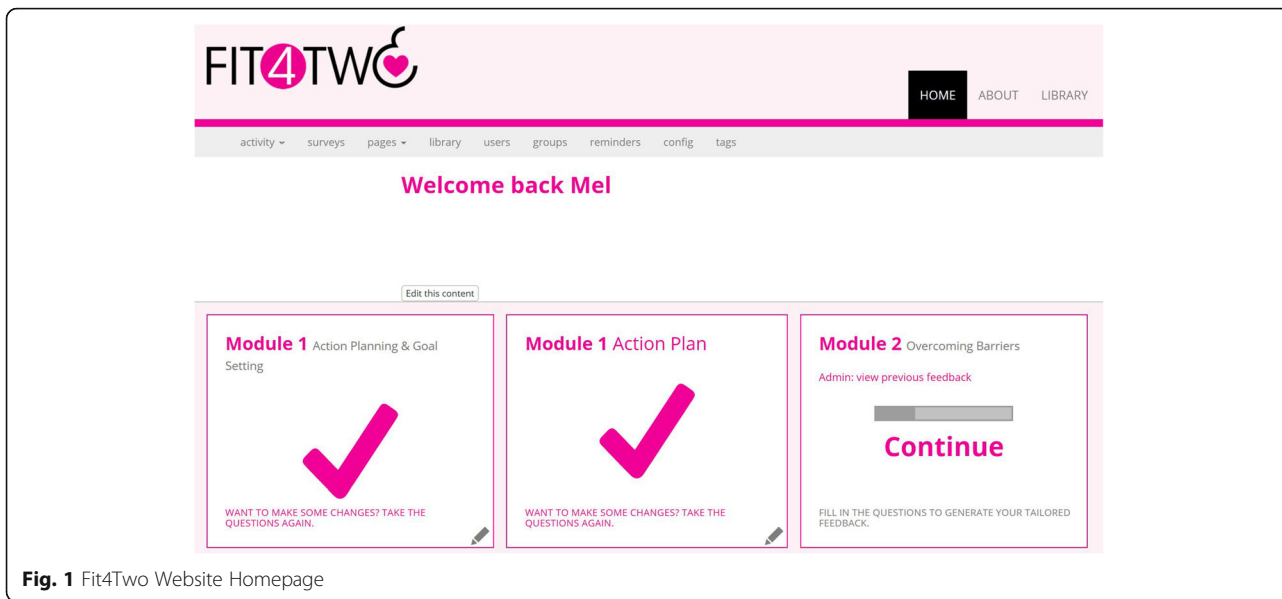 FIT4TWO
HOME ABOUT LIBRARY
activity surveys pages library users groups reminders config tags
Welcome back Mel
Edit this content
Module 1 Action Planning & Goal
Setting
WANT TO MAKE SOME CHANGES? TAKE THE
QUESTIONS AGAIN.
Module 1 Action Plan
WANT TO MAKE SOME CHANGES? TAKE THE
QUESTIONS AGAIN.
Module 2 Overcoming Barriers
Admin: view previous feedback
Continue
FILL IN THE QUESTIONS TO GENERATE YOUR TAILORED
FEEDBACK.
Fig. 1 Fit4Two Website Homepage